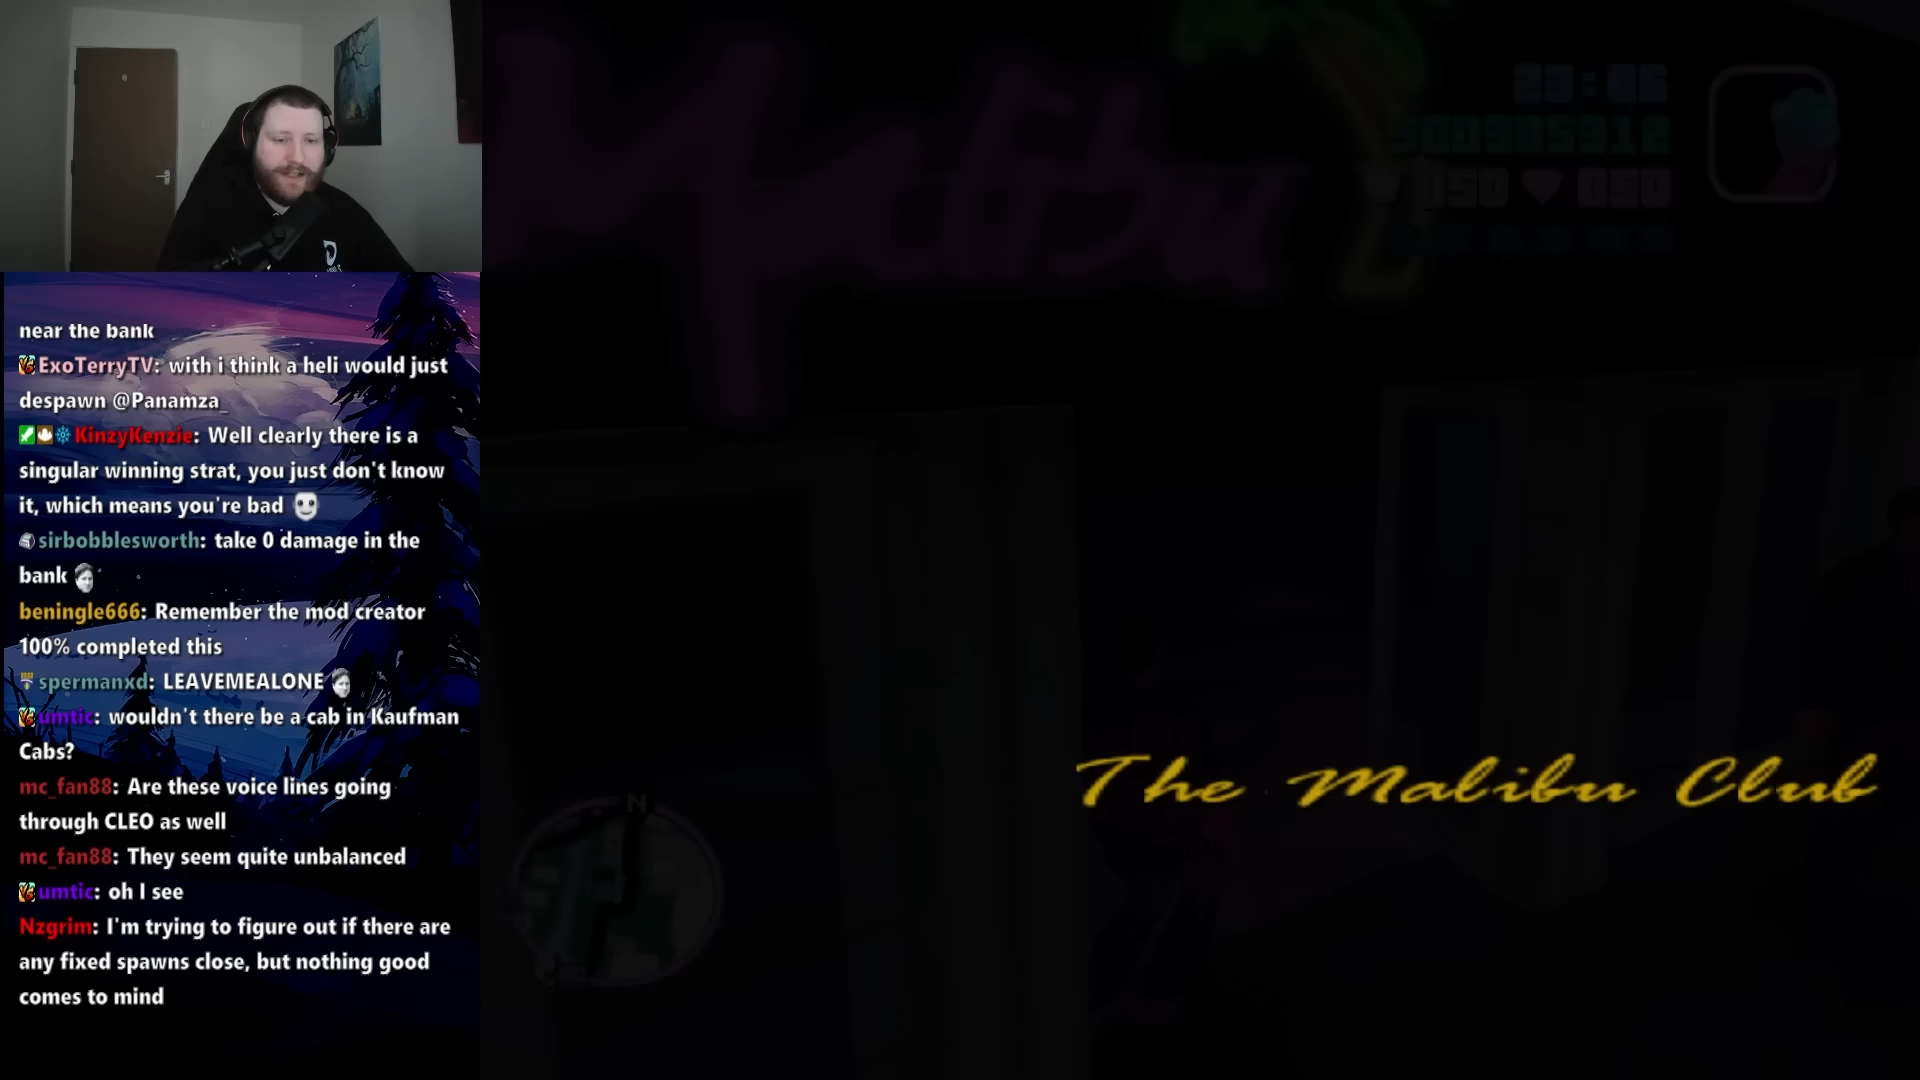 near the bank
ExoTerryTV: with i think a heli would just
despawn @Panamza_
KinzyKenzie: Well clearly there is a
singular winning strat, you just don't know
it, which means you're bad
sirbobblesworth: take 0 damage in the
bank
beningle666: Remember the mod creator
100% completed this
spermanxd: LEAVEMEALONE
umtic: wouldn't there be a cab in Kaufman
Cabs?
mc_fan88: Are these voice lines going
through CLEO as well
mc_fan88: They seem quite unbalanced
umtic: oh I see
Nzgrim: I'm trying to figure out if there are
any fixed spawns close, but nothing good
comes to mind
Malibu
050 050
The Malibu Club
N